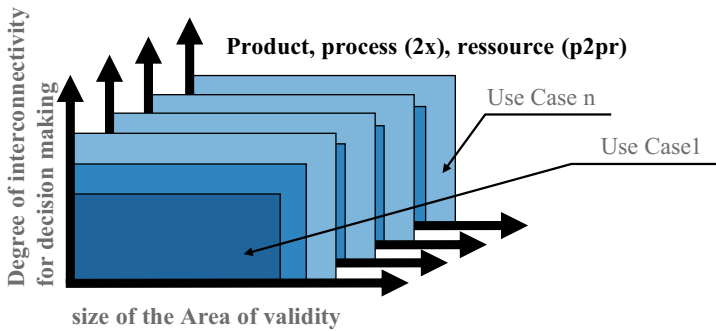 Product, process (2x), ressource (p2pr)
Degree of interconnectivity
for decision making
Use Case n
Use Case1
size of the Area of validity